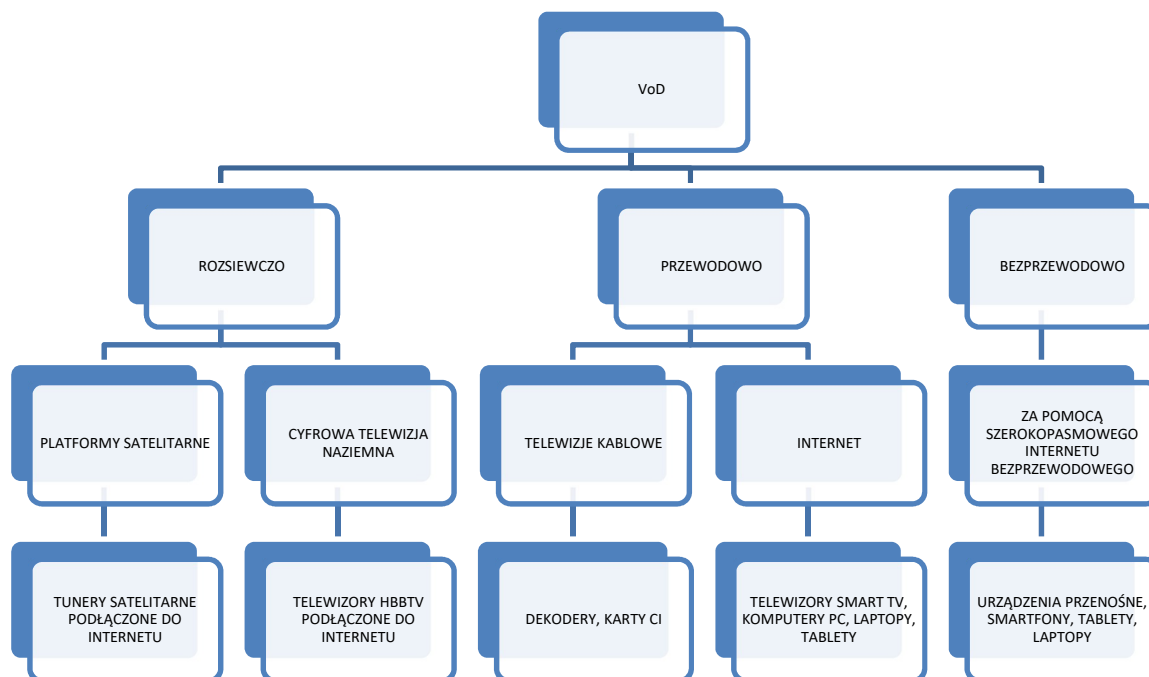 VoD
ROZSIEWCZO
PRZEWODOWO
BEZPRZEWODOWO
PLATFORMY SATELITARNE
CYFROWA TELEWIZJA
NAZIEMNA
TELEWIZJE KABLOWE
INTERNET
ZA POMOCĄ
SZEROKOPASMOWEGO
INTERNETU
BEZPRZEWODOWEGO
TUNERY SATELITARNE
PODŁĄCZONE DO
INTERNETU
TELEWIZORY HBBTV
PODŁĄCZONE DO
INTERNETU
DEKODERY, KARTY CI
TELEWIZORY SMART TV,
KOMPUTERY PC, LAPTOPY,
TABLETY
URZĄDZENIA PRZENOŚNE,
SMARTFONY, TABLETY,
LAPTOPY